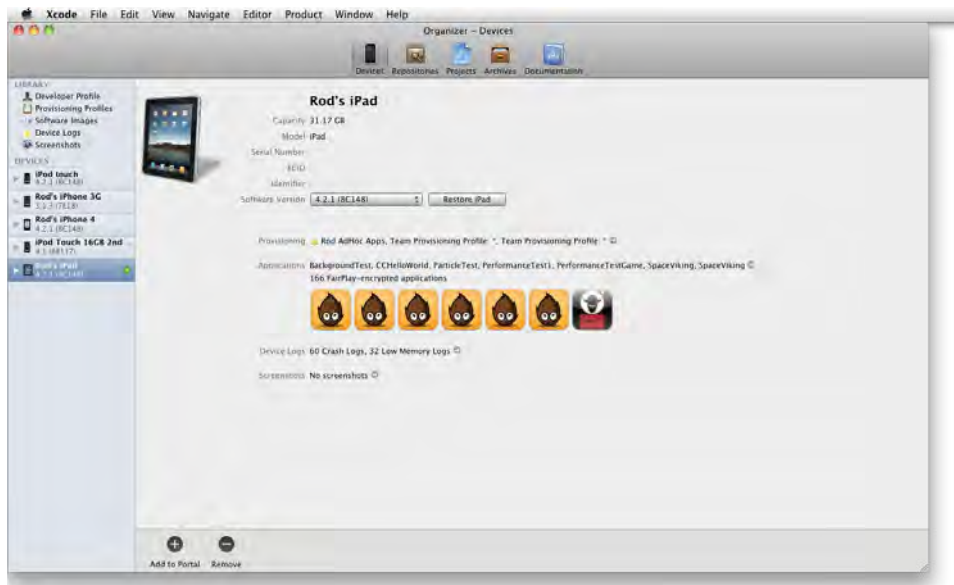 Xcode File Edit View Navigate Editor Product Window Help
Organizer – Devices
Devices Repositories Projects Archives Documentation
LIBRARY
Developer Profile
Provisioning Profiles
Software Images
Device Logs
Screenshots
DEVICES
iPod touch
4.2.1 (8C148)
Rod's iPhone 3G
Rod's iPhone 4
4.2.1 (8C148)
iPod Touch 16GB 2nd
4.1 (8B117)
Rod's iPad
4.2.1 (8C148)
Rod's iPad
Capacity 31.17 GB
Model iPad
Serial Number
ECID
Identifier
Software Version 4.2.1 (8C148) Restore iPad
Provisioning Rod AdHoc Apps, Team Provisioning Profile: *, Team Provisioning Profile: *
Applications BackgroundTest, CCHelloWorld, ParticleTest, PerformanceTest1, PerformanceTestGame, SpaceViking, SpaceViking
166 FairPlay-encrypted applications
Device Logs 60 Crash Logs, 32 Low Memory Logs
Screenshots No screenshots
Add to Portal Remove